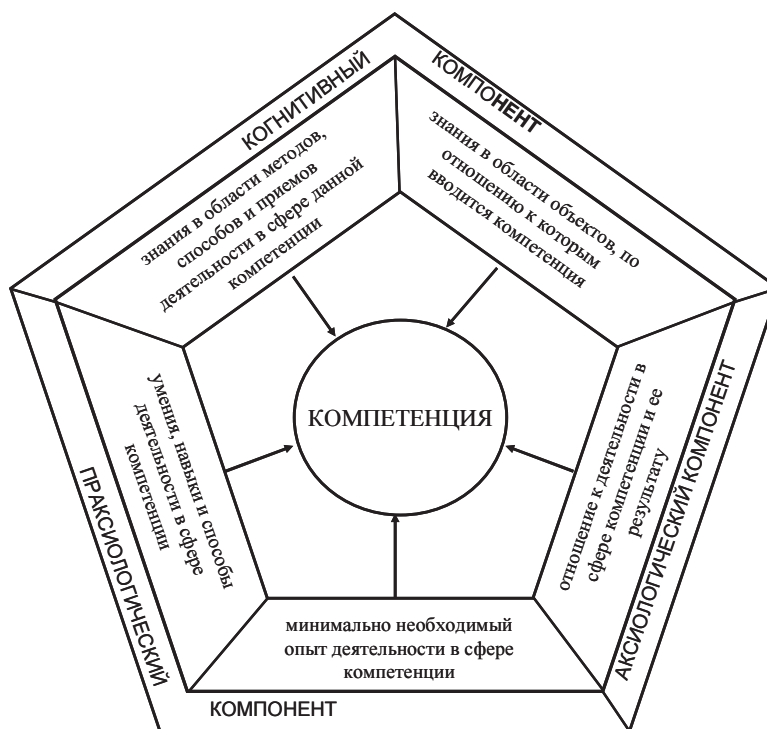 КОГНИТИВНЫЙ
КОМПОНЕНТ
знания в области методов,
способов и приемов
деятельности в сфере данной
компетенции
знания в области объектов, по
отношению к которым
вводится компетенция
КОМПЕТЕНЦИЯ
умения, навыки и способы
деятельности в сфере
компетенции
отношение к деятельности в
сфере компетенции и ее
результату
АКСИОЛОГИЧЕСКИЙ КОМПОНЕНТ
минимально необходимый
опыт деятельности в сфере
компетенции
ПРАКСИОЛОГИЧЕСКИЙ
КОМПОНЕНТ